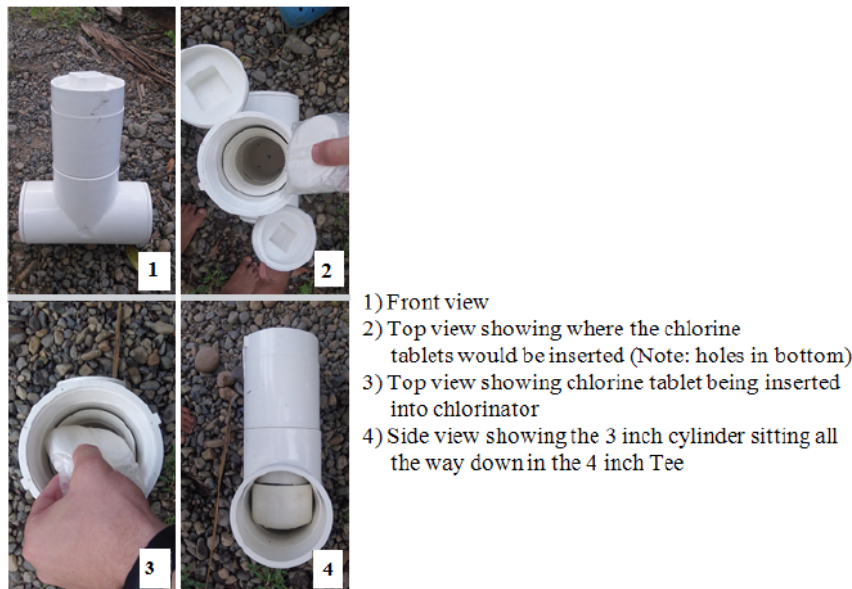 1
2
3
4
1) Front view
2) Top view showing where the chlorine
tablets would be inserted (Note: holes in bottom)
3) Top view showing chlorine tablet being inserted
into chlorinator
4) Side view showing the 3 inch cylinder sitting all
the way down in the 4 inch Tee